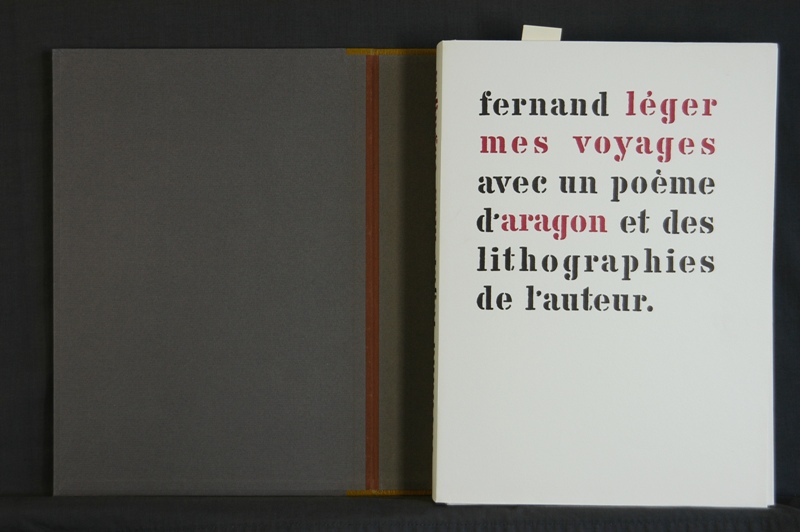 fernand léger
mes voyages
avec un poème
d'aragon et des
lithographies
de l'auteur.